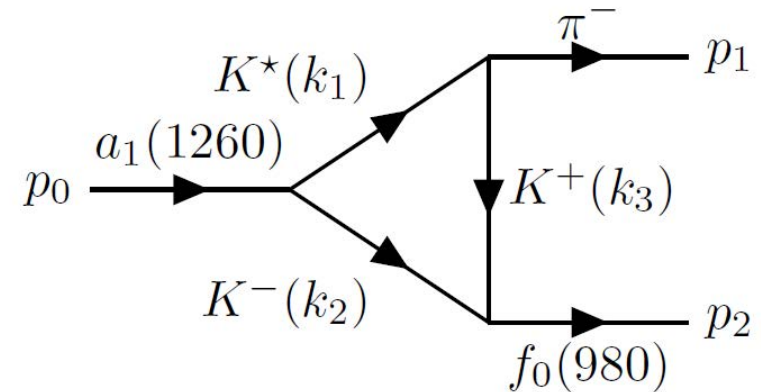 π⁻
K⋆(k₁)
p₁
a₁(1260)
p₀
K⁺(k₃)
K⁻(k₂)
p₂
f₀(980)